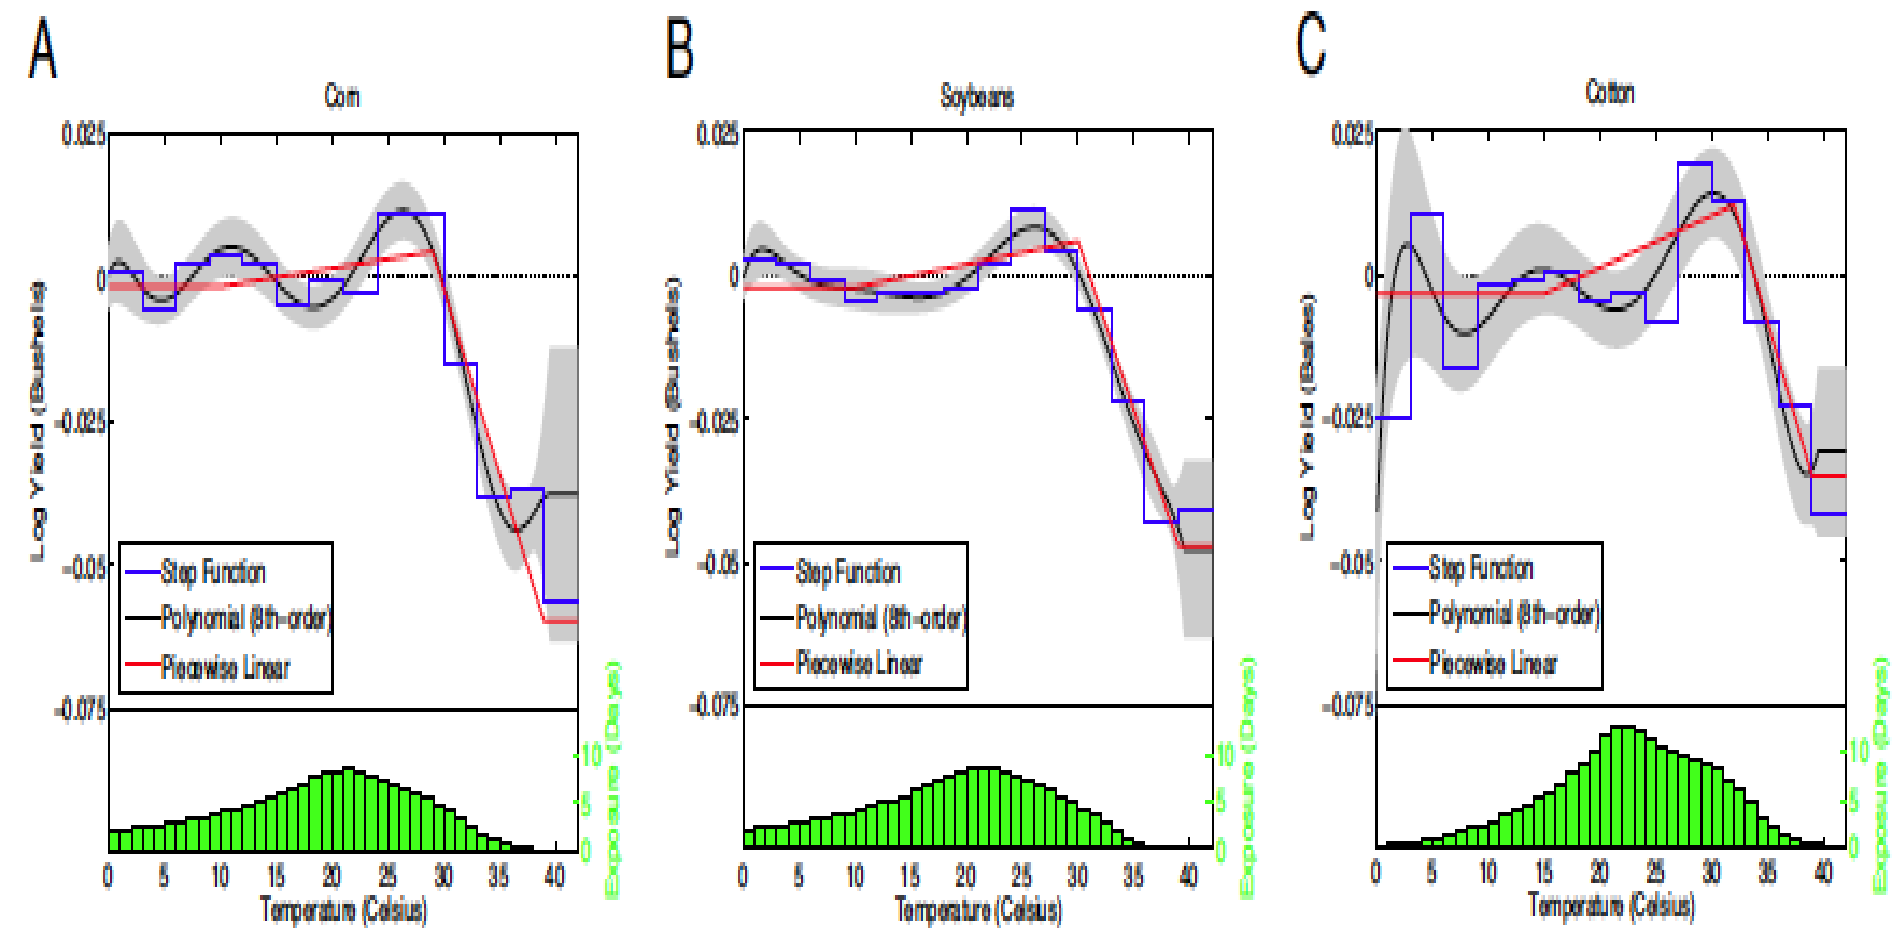 A
Corn
0.025
0
−0.025
−0.05
−0.075
Log Yield (Bushels)
Step Function
Polynomial (8th−order)
Piecewise Linear
10
5
0
Exposure (Days)
0 5 10 15 20 25 30 35 40
Temperature (Celsius)
B
Soybeans
0.025
0
−0.025
−0.05
−0.075
Log Yield (Bushels)
Step Function
Polynomial (8th−order)
Piecewise Linear
10
5
0
Exposure (Days)
0 5 10 15 20 25 30 35 40
Temperature (Celsius)
C
Cotton
0.025
0
−0.025
−0.05
−0.075
Log Yield (Bales)
Step Function
Polynomial (8th−order)
Piecewise Linear
10
5
0
Exposure (Days)
0 5 10 15 20 25 30 35 40
Temperature (Celsius)